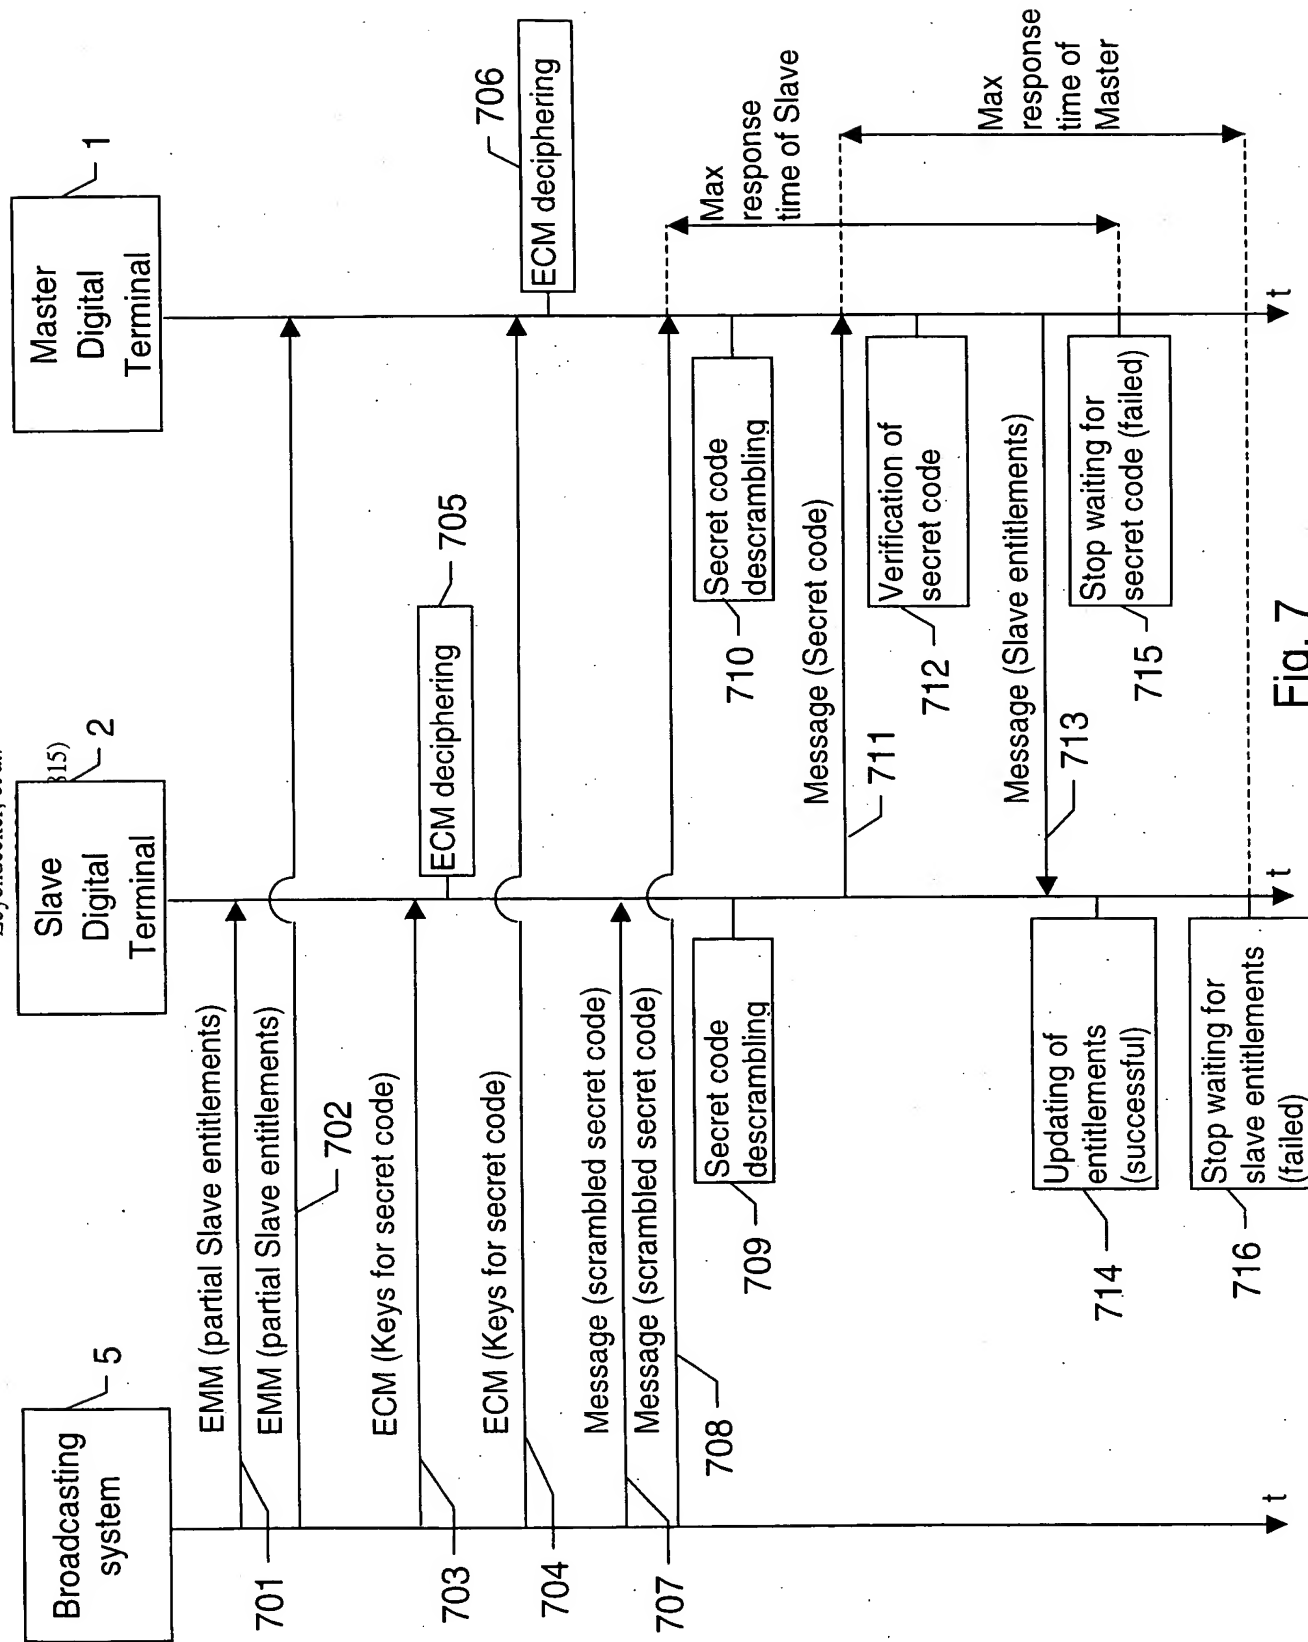 Broadcasting
system
5
Slave
Digital
Terminal
2
315)
Master
Digital
Terminal
1
EMM (partial Slave entitlements)
701
EMM (partial Slave entitlements)
702
ECM (Keys for secret code)
703
ECM deciphering
705
ECM (Keys for secret code)
704
ECM deciphering
706
Message (scrambled secret code)
707
Message (scrambled secret code)
708
Secret code
descrambling
709
Secret code
descrambling
710
Message (Secret code)
711
Verification of
secret code
712
Message (Slave entitlements)
713
Updating of
entitlements
(successful)
714
Stop waiting for
secret code (failed)
715
Stop waiting for
slave entitlements
(failed)
716
Max
response
time of Slave
Max
response
time of
Master
t
t
t
Fig. 7